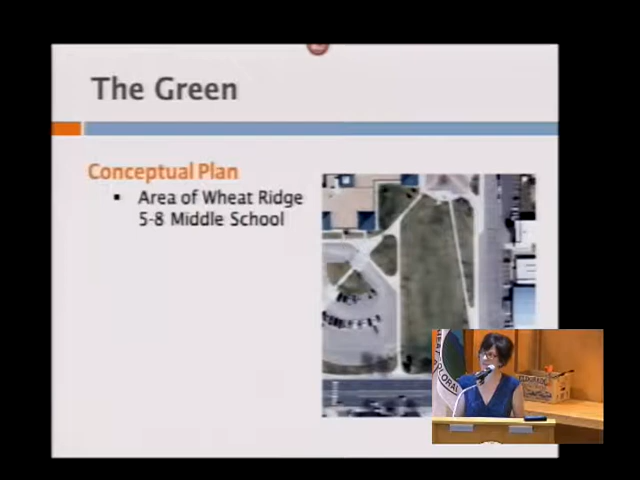 The Green
Conceptual Plan
▪ Area of Wheat Ridge
5-8 Middle School